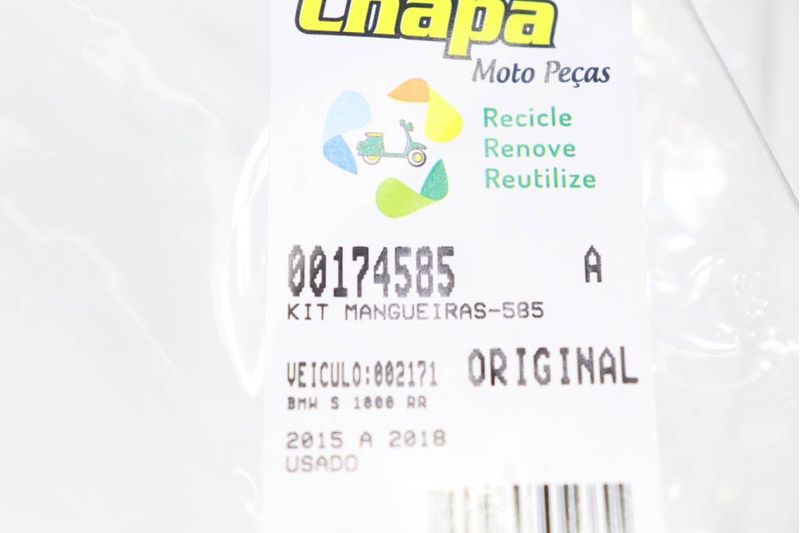 Chapa
Moto Peças
Recicle
Renove
Reutilize
00174585 A
KIT MANGUEIRAS-585
VEICULO:002171 ORIGINAL
BMW S 1000 RR
2015 A 2018
USADO